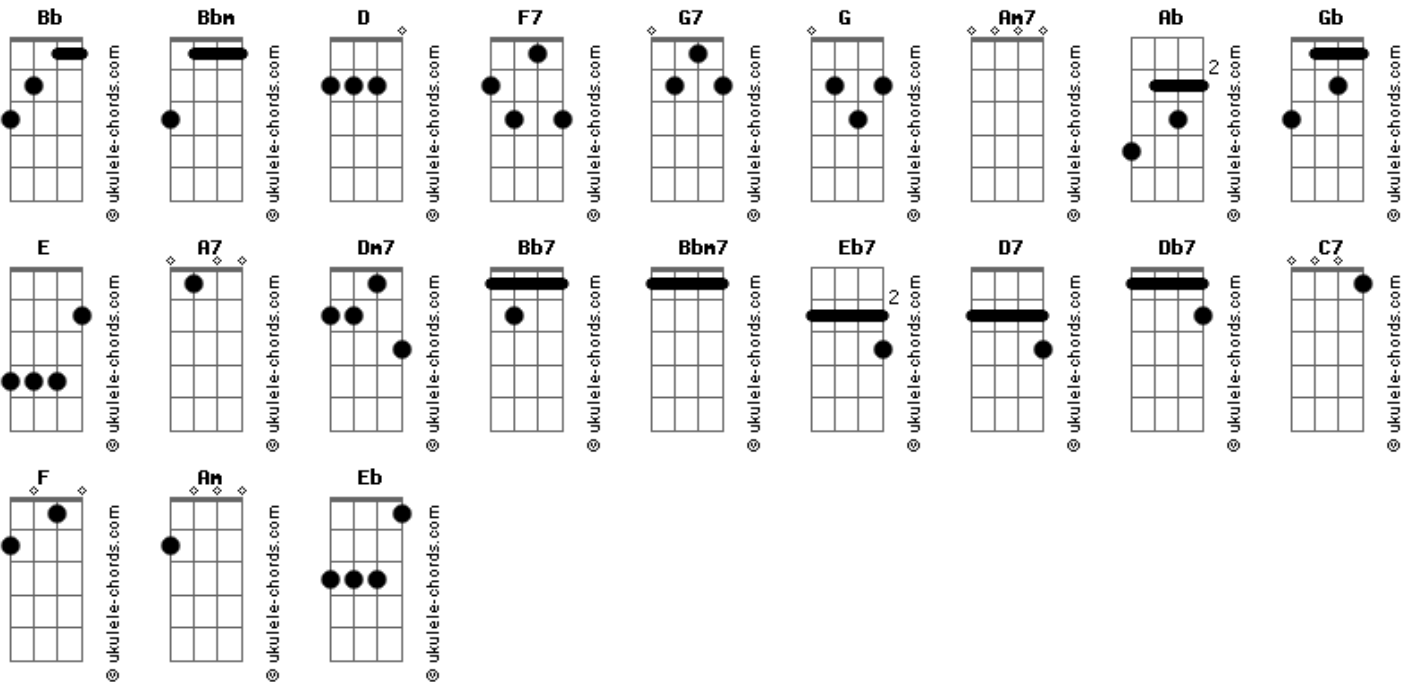 Bb Bbm D F7 G7 G Am7 Ab Gb
2
© ukulele-chords.com © ukulele-chords.com © ukulele-chords.com © ukulele-chords.com © ukulele-chords.com © ukulele-chords.com © ukulele-chords.com © ukulele-chords.com © ukulele-chords.com
E A7 Dm7 Bb7 Bbm7 Eb7 D7 Db7 C7
2
© ukulele-chords.com © ukulele-chords.com © ukulele-chords.com © ukulele-chords.com © ukulele-chords.com © ukulele-chords.com © ukulele-chords.com © ukulele-chords.com © ukulele-chords.com
F Am Eb
© ukulele-chords.com © ukulele-chords.com © ukulele-chords.com